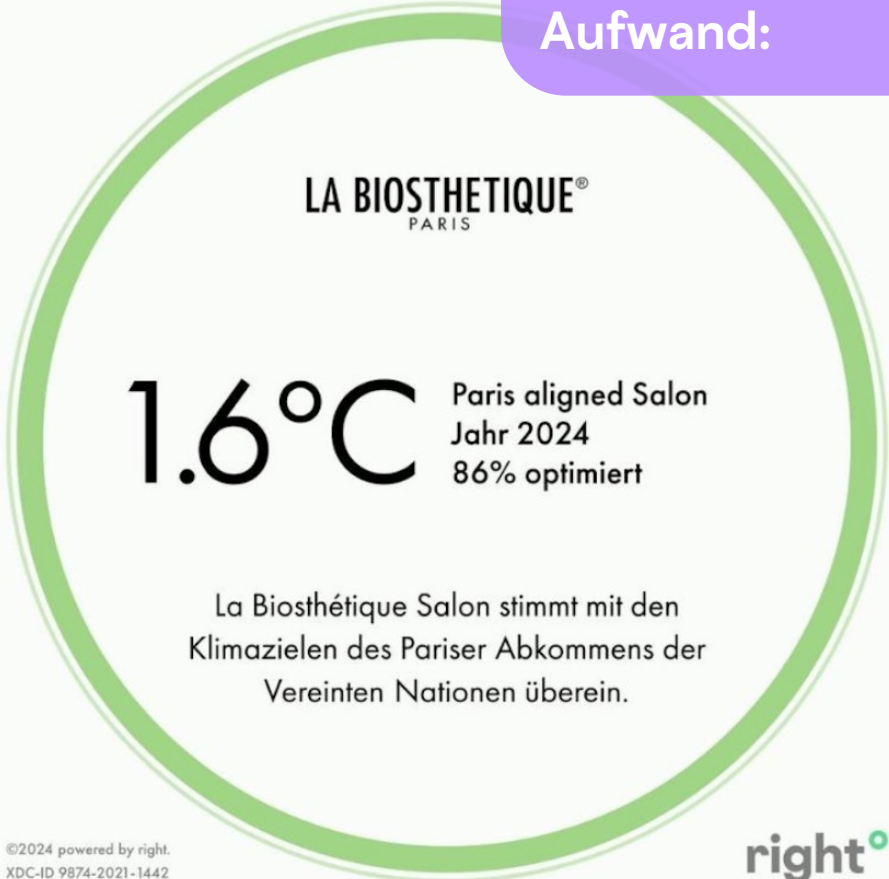 Aufwand:
LA BIOSTHETIQUE®
PARIS
1.6°C
Paris aligned Salon
Jahr 2024
86% optimiert
La Biosthétique Salon stimmt mit den
Klimazielen des Pariser Abkommens der
Vereinten Nationen überein.
©2024 powered by right.
XDC-ID 9874-2021-1442
right°